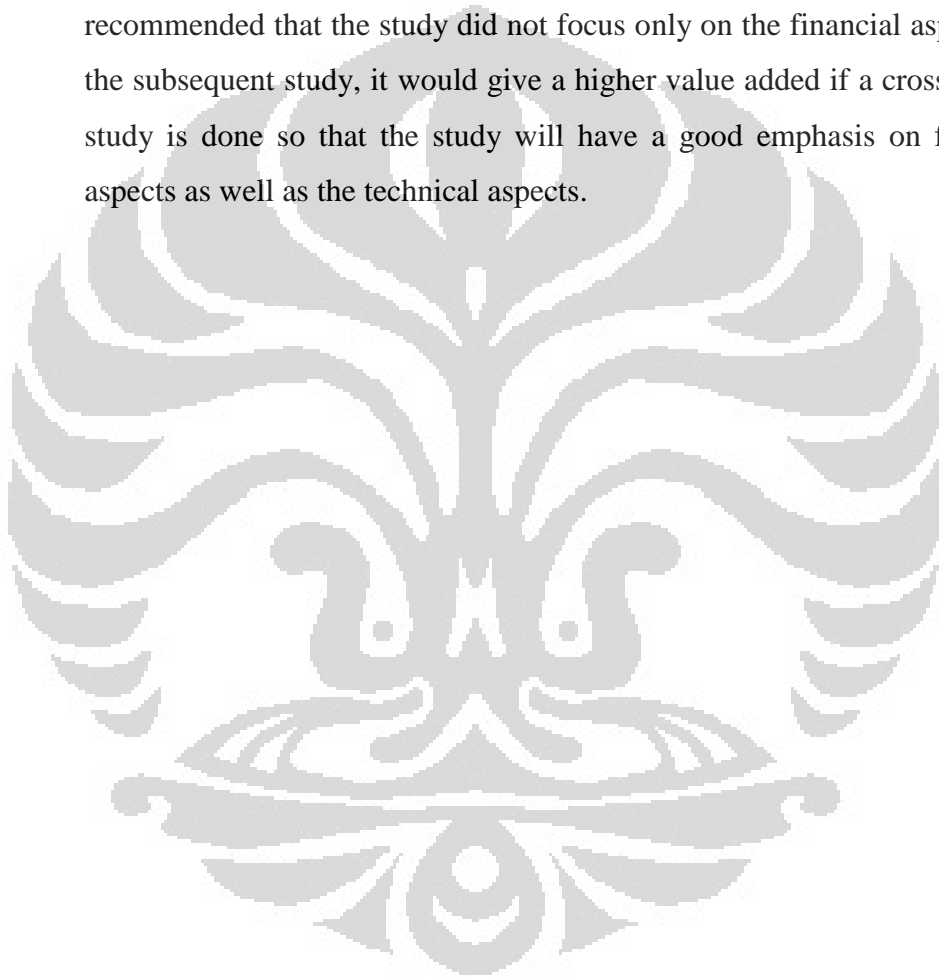 recommended that the study did not focus only on the financial asp
the subsequent study, it would give a higher value added if a cross
study is done so that the study will have a good emphasis on f
aspects as well as the technical aspects.